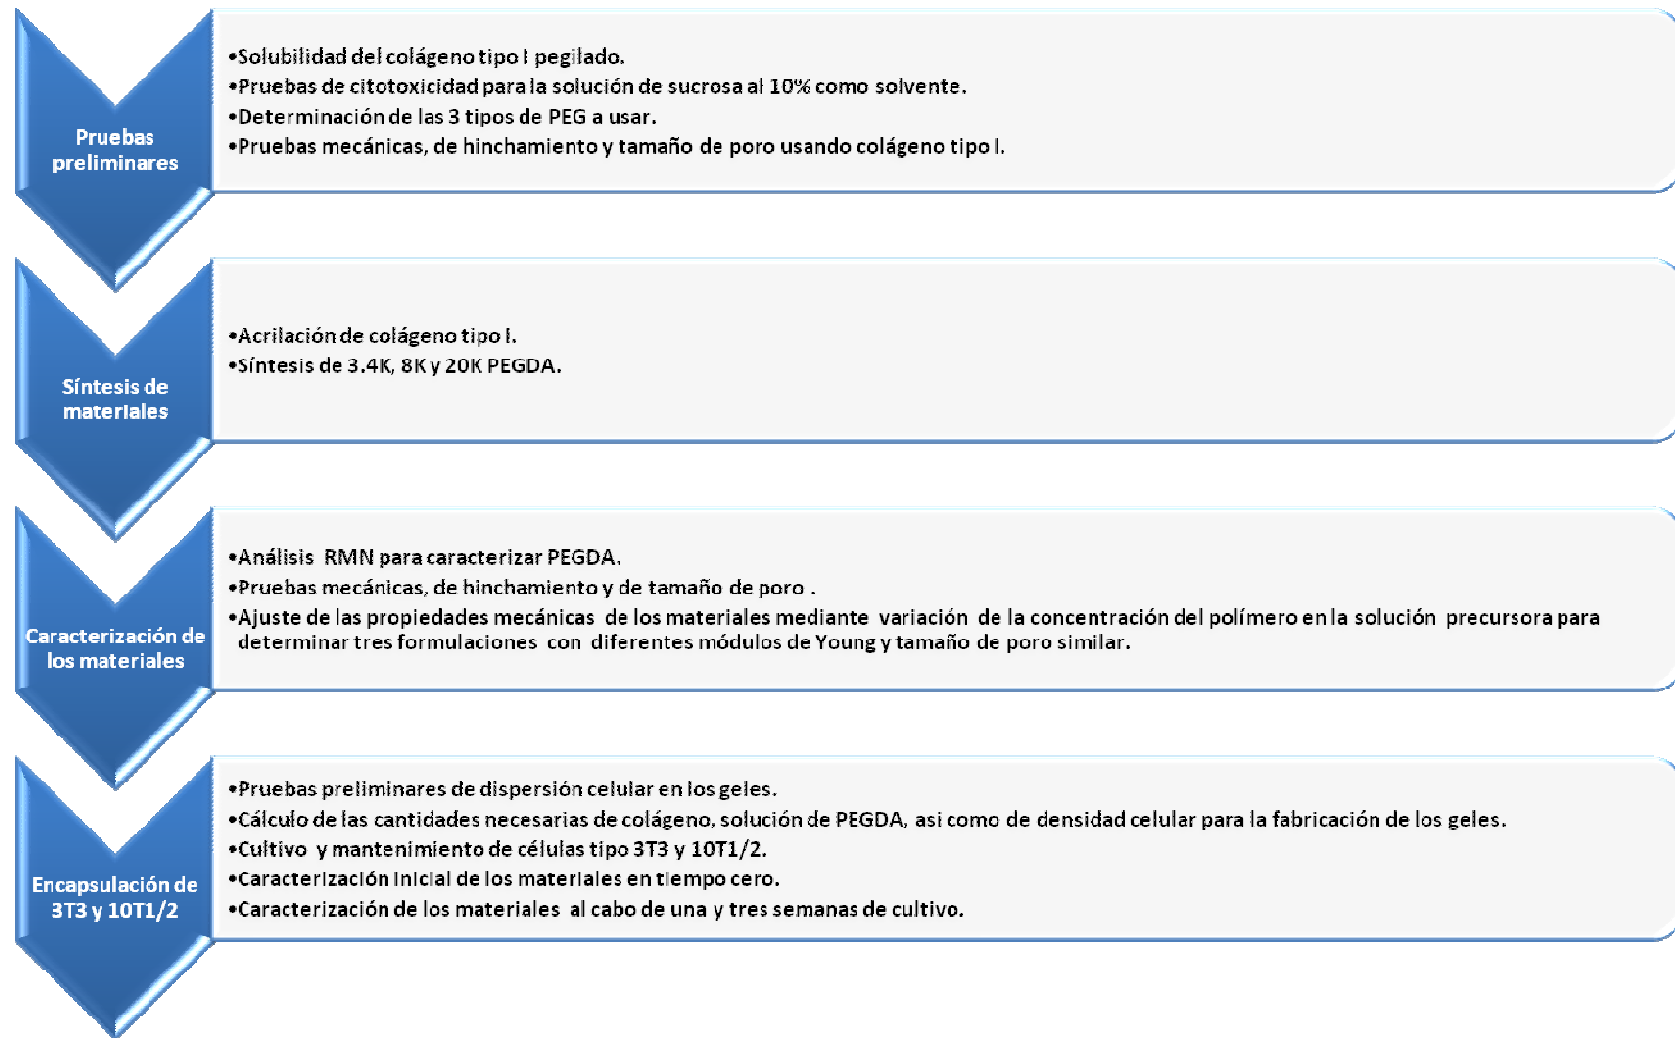 Pruebas
preliminares
•Solubilidad del colágeno tipo I pegilado.
•Pruebas de citotoxicidad para la solución de sucrosa al 10% como solvente.
•Determinación de las 3 tipos de PEG a usar.
•Pruebas mecánicas, de hinchamiento y tamaño de poro usando colágeno tipo I.
Síntesis de
materiales
•Acrilación de colágeno tipo I.
•Síntesis de 3.4K, 8K y 20K PEGDA.
Caracterización de
los materiales
•Análisis RMN para caracterizar PEGDA.
•Pruebas mecánicas, de hinchamiento y de tamaño de poro .
•Ajuste de las propiedades mecánicas de los materiales mediante variación de la concentración del polímero en la solución precursora para
determinar tres formulaciones con diferentes módulos de Young y tamaño de poro similar.
Encapsulación de
3T3 y 10T1/2
•Pruebas preliminares de dispersión celular en los geles.
•Cálculo de las cantidades necesarias de colágeno, solución de PEGDA, asi como de densidad celular para la fabricación de los geles.
•Cultivo y mantenimiento de células tipo 3T3 y 10T1/2.
•Caracterización inicial de los materiales en tiempo cero.
•Caracterización de los materiales al cabo de una y tres semanas de cultivo.